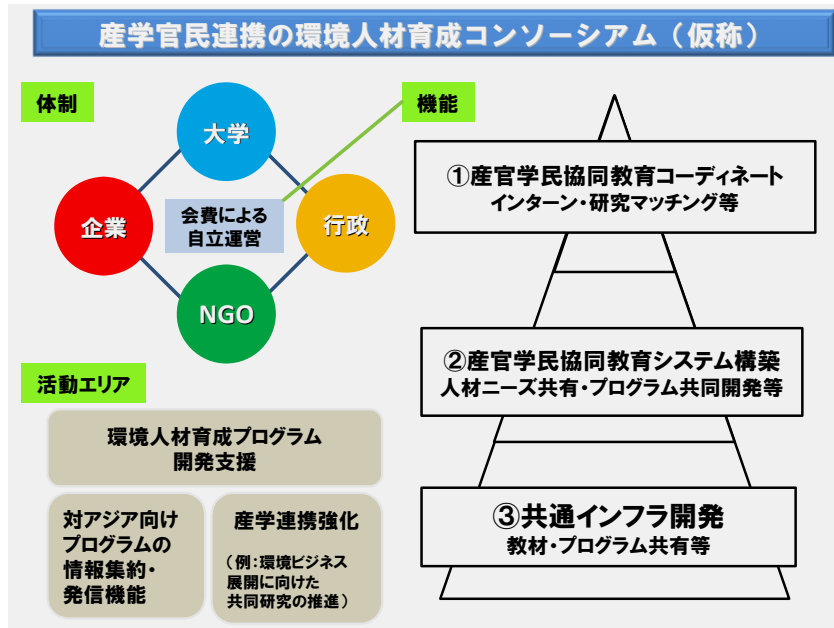 産学官民連携の環境人材育成コンソーシアム（仮称）
体制
大学
企業
会費による
自立運営
行政
NGO
機能
①産官学民協同教育コーディネート
インターン・研究マッチング等
②産官学民協同教育システム構築
人材ニーズ共有・プログラム共同開発等
③共通インフラ開発
教材・プログラム共有等
活動エリア
環境人材育成プログラム
開発支援
対アジア向け
プログラムの
情報集約・
発信機能
産学連携強化
（例：環境ビジネス
展開に向けた
共同研究の推進）